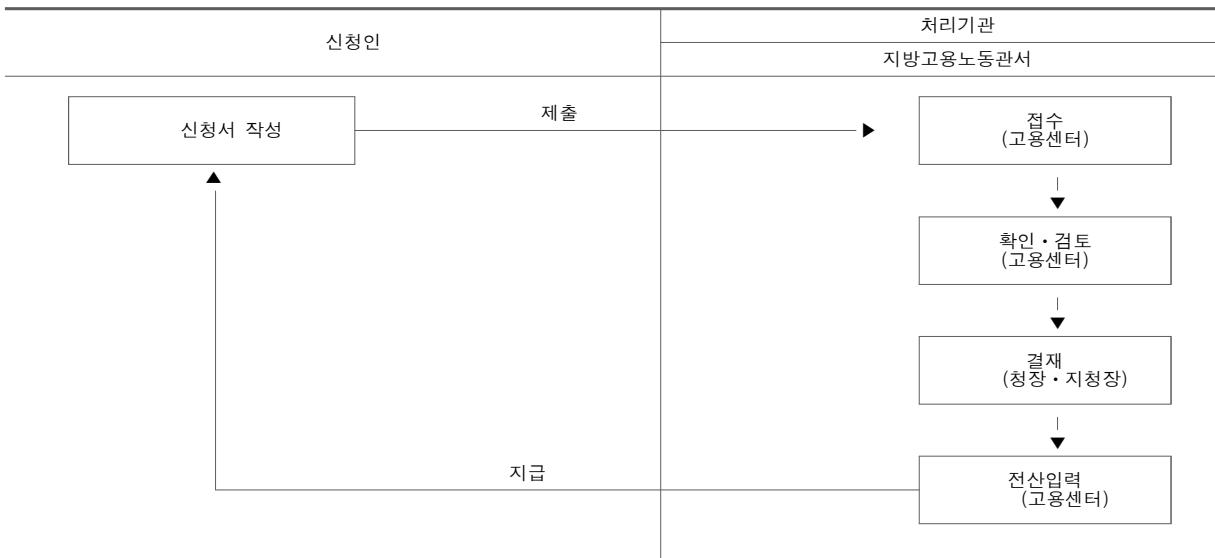 신청인
처리기관
지방고용노동관서
신청서 작성
제출
접수
(고용센터)
확인・검토
(고용센터)
결재
(청장・지청장)
지급
전산입력
(고용센터)